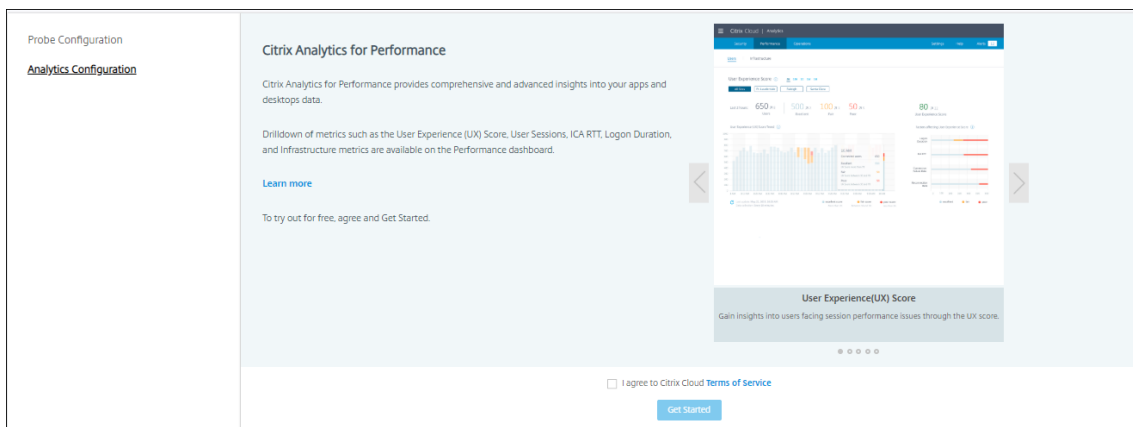 Probe Configuration
Analytics Configuration
Citrix Analytics for Performance
Citrix Analytics for Performance provides comprehensive and advanced insights into your apps and
desktops data.
Drilldown of metrics such as the User Experience (UX) Score, User Sessions, ICA RTT, Logon Duration,
and Infrastructure metrics are available on the Performance dashboard.
Learn more
To try out for free, agree and Get Started.
Citrix Cloud | Analytics
Performance
Infrastructure
User Experience Score
650
500
100
50
80
User Experience(UX) Score
Gain insights into users facing session performance issues through the UX score.
I agree to Citrix Cloud Terms of Service
Get Started